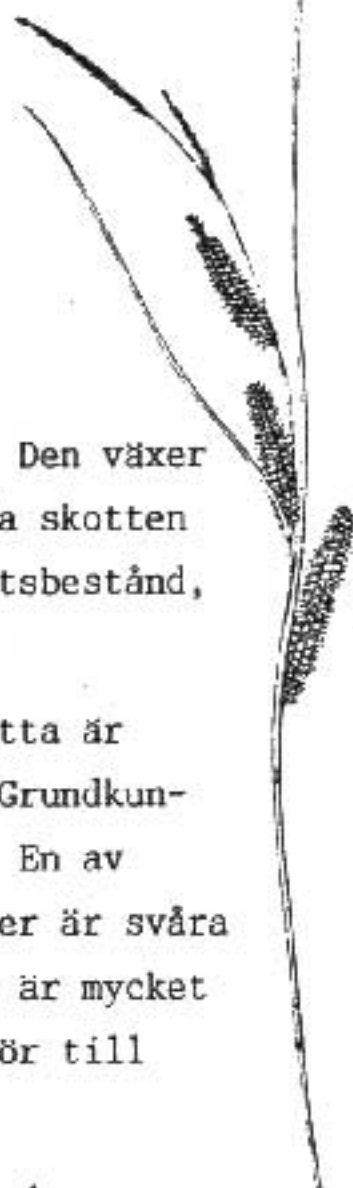 Den växer
a skotten
tsbestånd,
tta är
Grundkun-
En av
er är svåra
är mycket
ör till